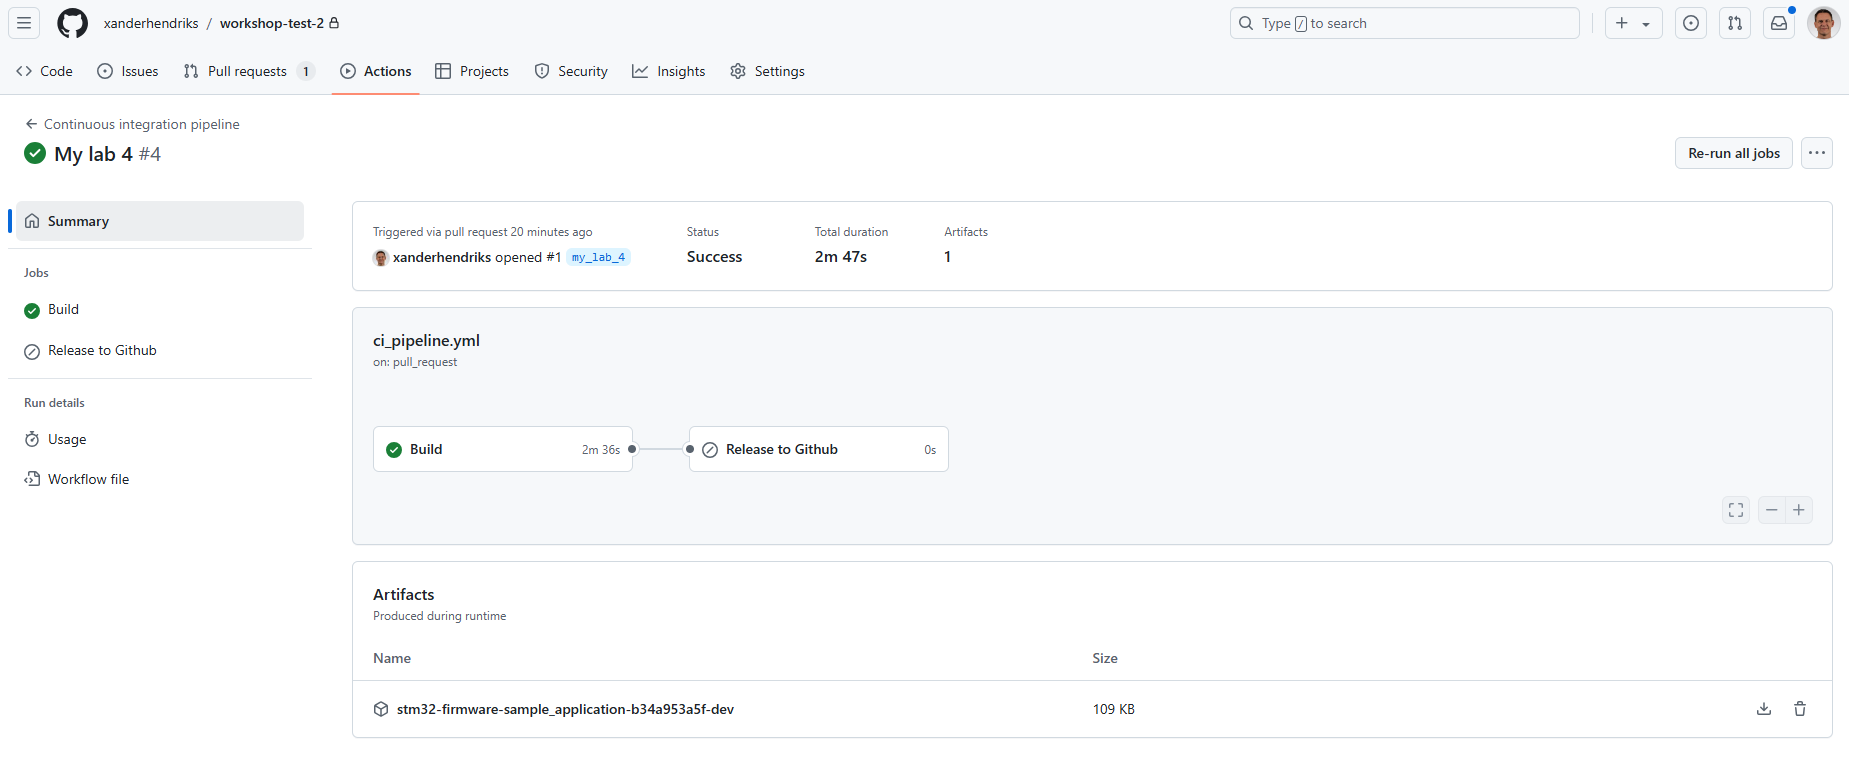 xanderhendriks / workshop-test-2
Type / to search
Code
Issues
Pull requests 1
Actions
Projects
Security
Insights
Settings
Continuous integration pipeline
My lab 4 #4
Re-run all jobs
Summary
Jobs
Build
Release to Github
Run details
Usage
Workflow file
Triggered via pull request 20 minutes ago
xanderhendriks opened #1 my_lab_4
Status
Success
Total duration
2m 47s
Artifacts
1
ci_pipeline.yml
on: pull_request
Build 2m 36s
Release to Github 0s
Artifacts
Produced during runtime
Name Size
stm32-firmware-sample_application-b34a953a5f-dev 109 KB